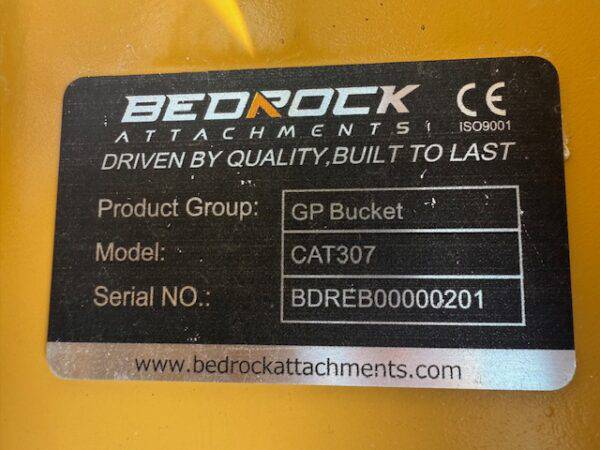 BEDROCK
ATTACHMENTS
CE
ISO9001
DRIVEN BY QUALITY,BUILT TO LAST
Product Group: GP Bucket
Model: CAT307
Serial NO.: BDREB00000201
www.bedrockattachments.com